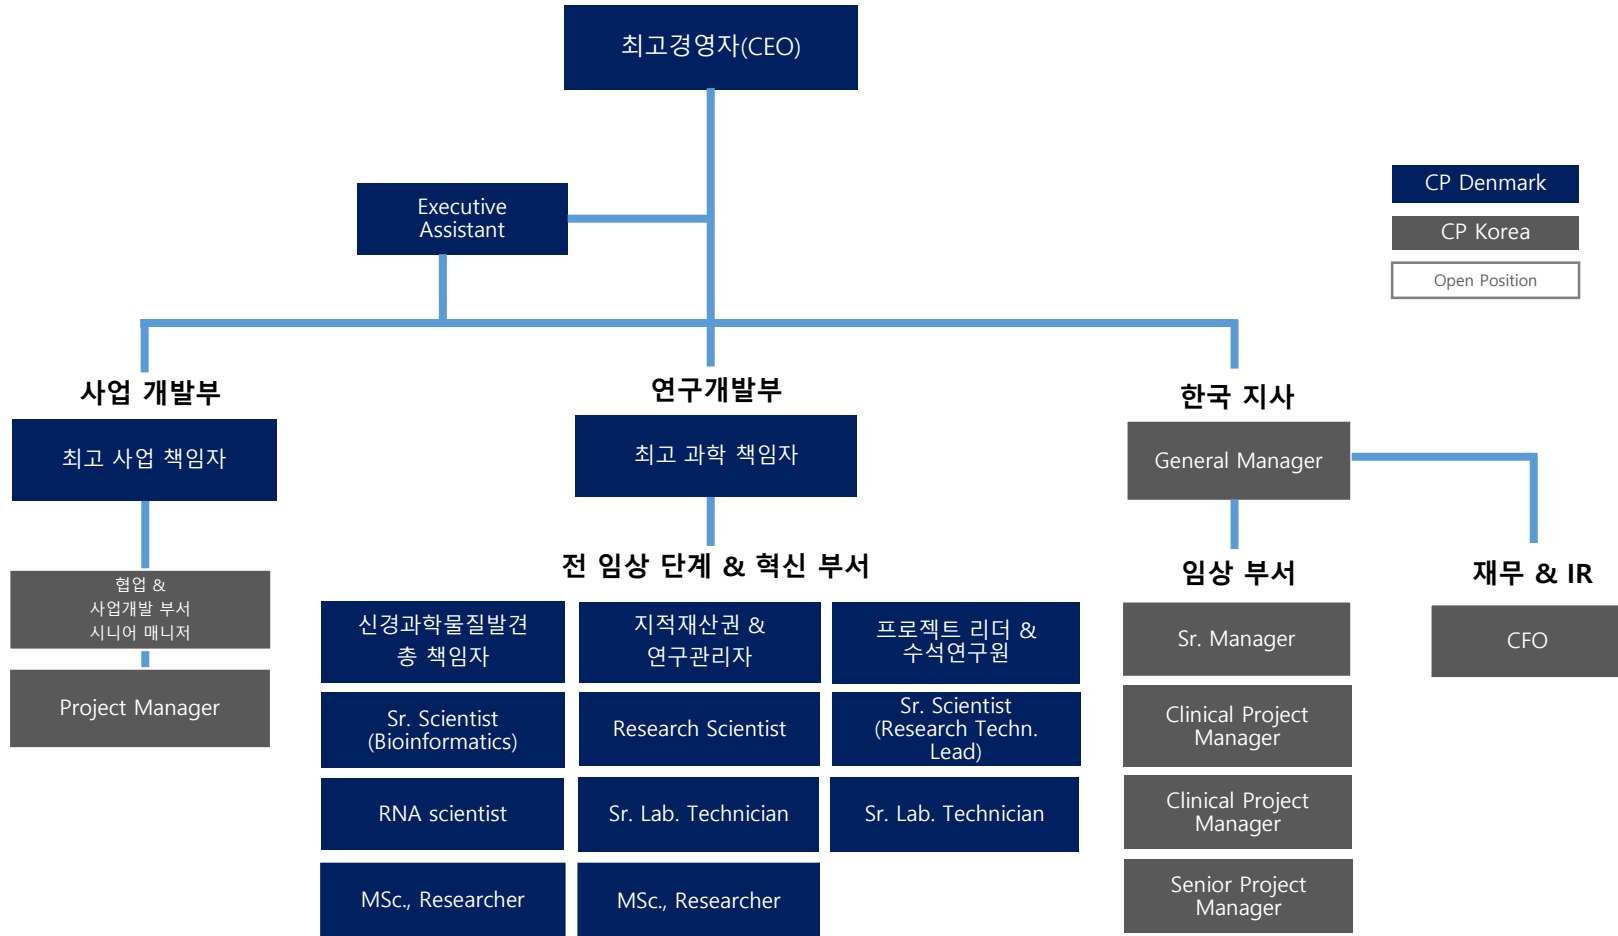 최고경영자(CEO)
Executive
Assistant
CP Denmark
CP Korea
Open Position
사업 개발부
최고 사업 책임자
협업 &
사업개발 부서
시니어 매니저
Project Manager
연구개발부
최고 과학 책임자
전 임상 단계 & 혁신 부서
신경과학물질발견
총 책임자
Sr. Scientist
(Bioinformatics)
RNA scientist
MSc., Researcher
지적재산권 &
연구관리자
Research Scientist
Sr. Lab. Technician
MSc., Researcher
프로젝트 리더 &
수석연구원
Sr. Scientist
(Research Techn.
Lead)
Sr. Lab. Technician
한국 지사
General Manager
임상 부서
Sr. Manager
Clinical Project
Manager
Clinical Project
Manager
Senior Project
Manager
재무 & IR
CFO